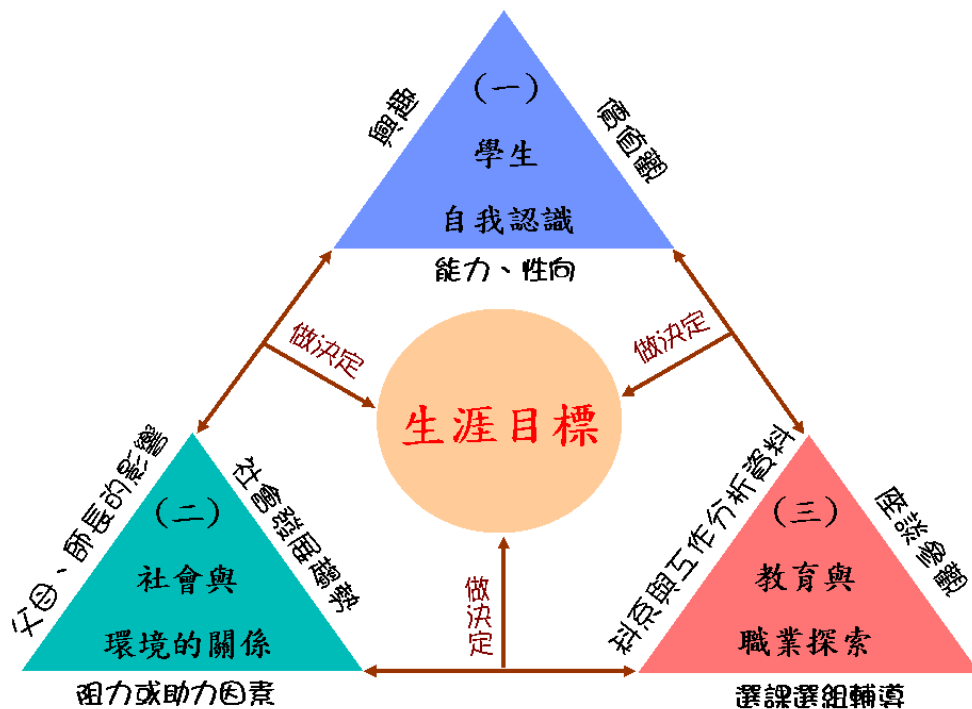 (一)
學生
自我認識
興趣
價值觀
能力、性向
做決定
做決定
生涯目標
父母、師長的影響
社會發展趨勢
(二)
社會與
環境的關係
阻力或助力因素
做決定
科系與工作分析資料
座談參觀
(三)
教育與
職業探索
選課選組輔導